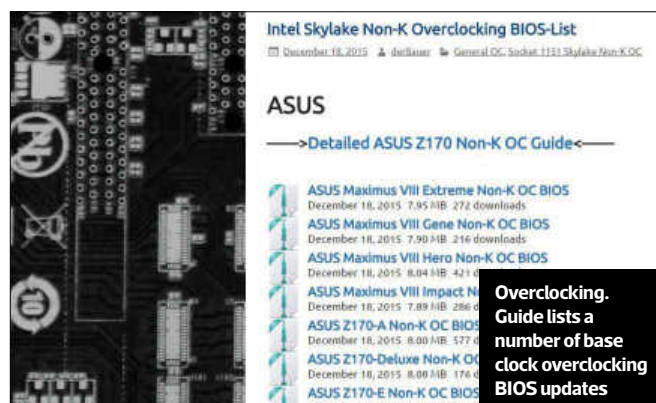 Intel Skylake Non-K Overclocking BIOS-List
December 18, 2015 der8auer General OC, Socket 1151 Skylake Non-K OC
ASUS
——>Detailed ASUS Z170 Non-K OC Guide<——
ASUS Maximus VIII Extreme Non-K OC BIOS
December 18, 2015 7.95 MB 272 downloads
ASUS Maximus VIII Gene Non-K OC BIOS
December 18, 2015 7.90 MB 216 downloads
ASUS Maximus VIII Hero Non-K OC BIOS
December 18, 2015 8.04 MB 421 d
ASUS Maximus VIII Impact N
December 18, 2015 7.89 MB 286 d
ASUS Z170-A Non-K OC BIOS
December 18, 2015 8.00 MB 577 d
ASUS Z170-Deluxe Non-K OC
December 18, 2015 8.00 MB 176 d
ASUS Z170-E Non-K OC BIOS
Overclocking.
Guide lists a
number of base
clock overclocking
BIOS updates
10